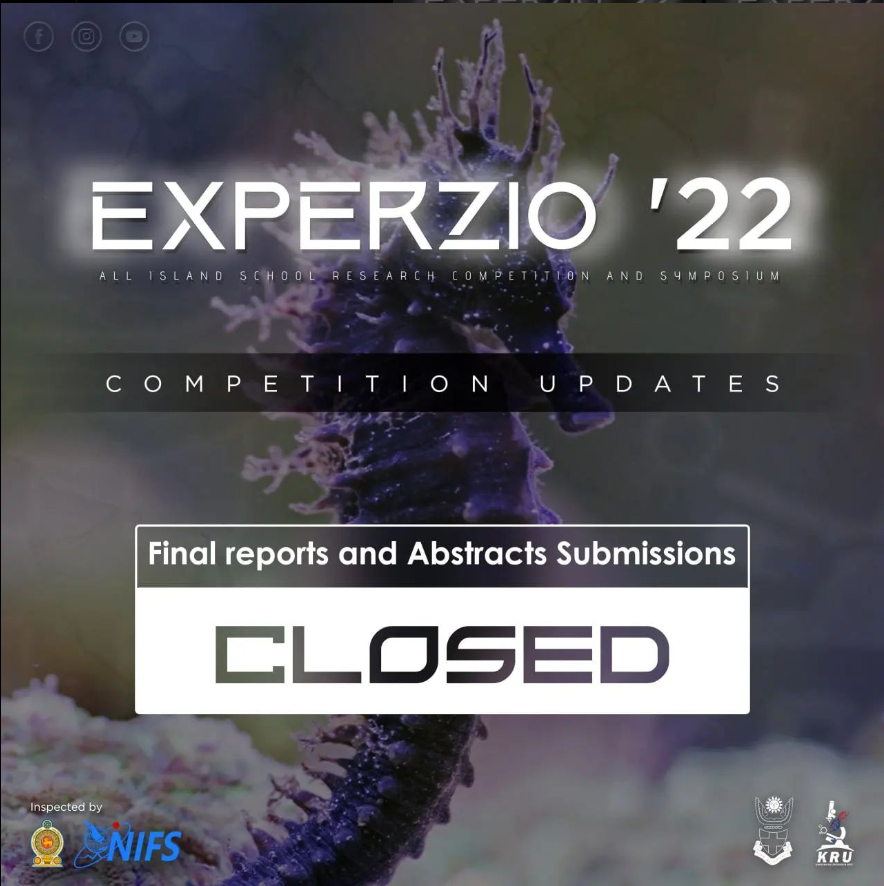 EXPERZIO '22
ALL ISLAND SCHOOL RESEARCH COMPETITION AND SYMPOSIUM
COMPETITION UPDATES
Final reports and Abstracts Submissions
CLOSED
Inspected by
NIFS
KRU